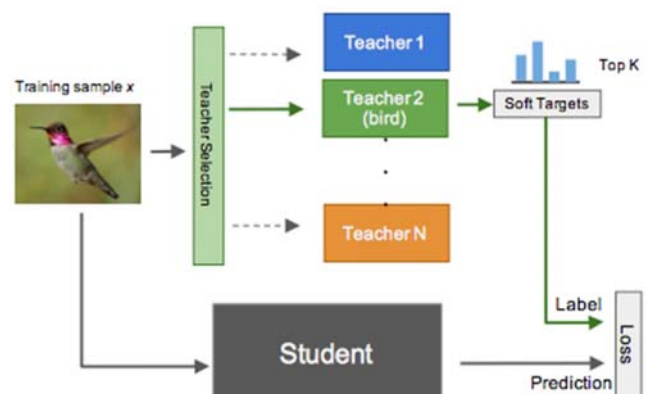 Teacher 1
Top K
Training sample x
Teacher Selection
Teacher 2
(bird)
Soft Targets
Teacher N
Student
Label
Loss
Prediction